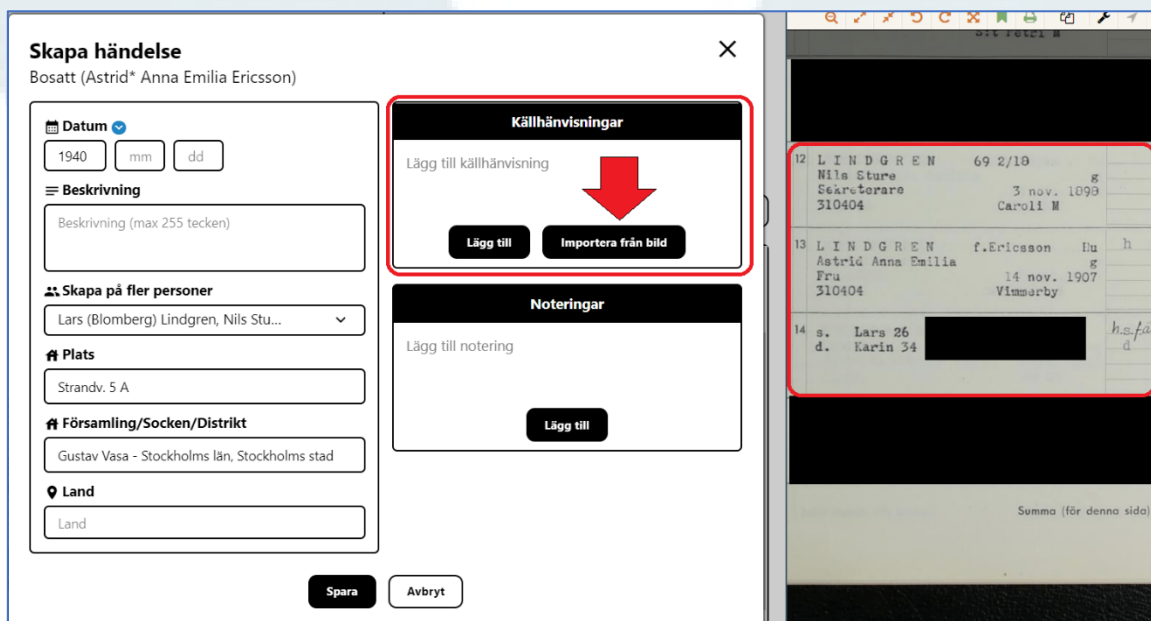 Skapa händelse
Bosatt (Astrid* Anna Emilia Ericsson)
Datum
1940 mm dd
Beskrivning
Beskrivning (max 255 tecken)
Skapa på fler personer
Lars (Blomberg) Lindgren, Nils Stu...
Plats
Strandv. 5 A
Församling/Socken/Distrikt
Gustav Vasa - Stockholms län, Stockholms stad
Land
Land
Källhänvisningar
Lägg till källhänvisning
Lägg till Importera från bild
Noteringar
Lägg till notering
Lägg till
Spara Avbryt
12 LINDGREN 69 2/10
Nils Sture g
Sekreterare 3 nov. 1898
310404 Caroli M
13 LINDGREN f.Ericsson Hu h
Astrid Anna Emilia g
Fru 14 nov. 1907
310404 Vimmerby
14 s. Lars 26
d. Karin 34 d
Summa (för denna sida)